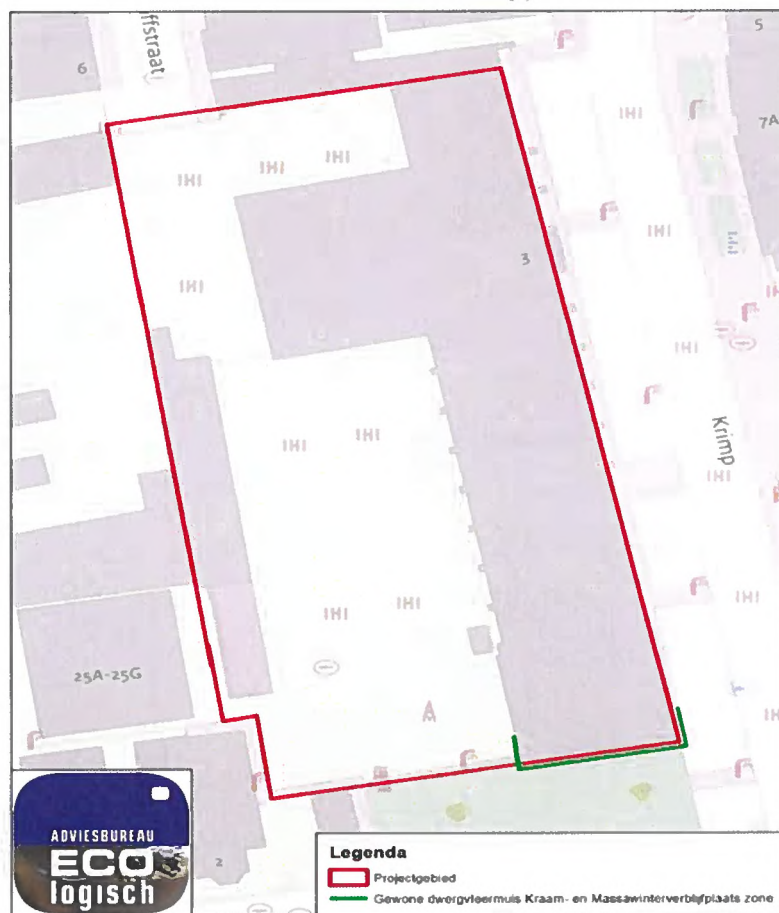 ffstraat
6
5
7A
3
Krimp
25A-25G
2
ADVIESBUREAU
ECO
logisch
Legenda
Projectgebied
Gewone dwergvleermuis Kraam- en Massawinterverblijfplaats zone